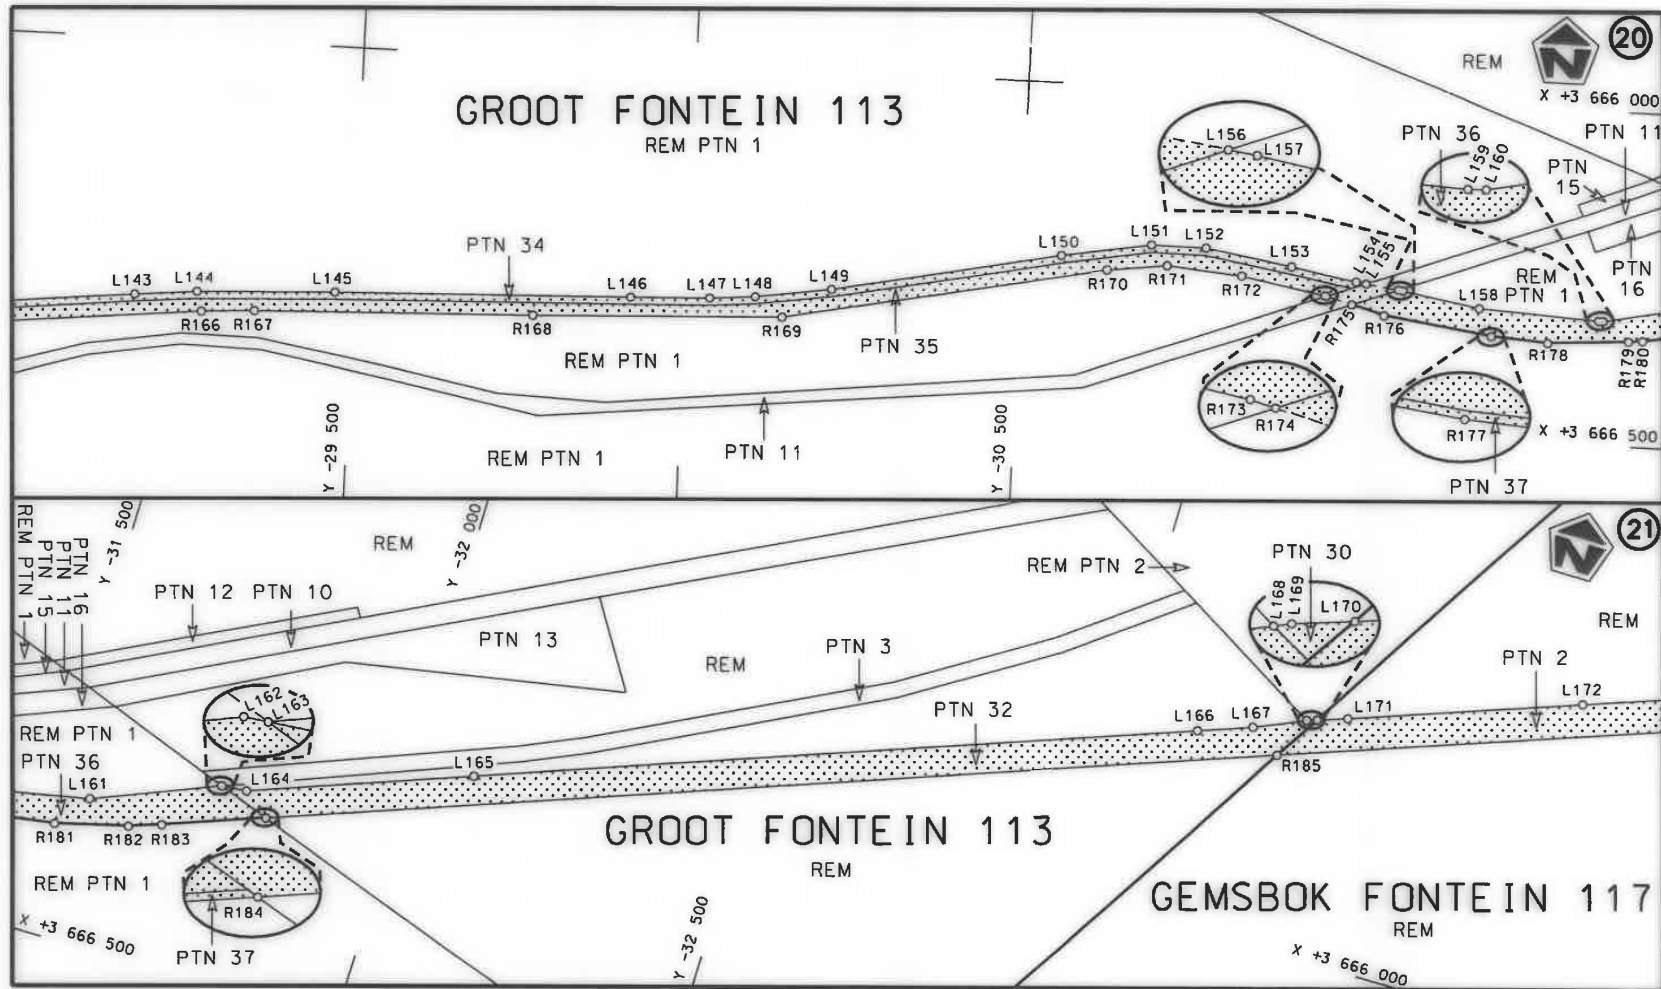 20
REM
N
X +3 666 000
GROOT FONTEIN 113
REM PTN 1
L156
L157
PTN 36
L159
L160
PTN 11
PTN
15
L143
L144
L145
PTN 34
L146
L147
L148
L149
L150
L151
L152
L153
L154
L155
REM
PTN 1
PTN
16
L158
R166
R167
R168
R169
R170
R171
R172
R175
R176
R178
R179
R180
REM PTN 1
PTN 35
R173
R174
R177
X +3 666 500
Y -29 500
PTN 11
REM PTN 1
Y -30 500
PTN 37
21
N
REM PTN 1
PTN 15
PTN 11
PTN 16
Y -31 500
REM
Y -32 000
REM PTN 2
PTN 30
L168
L169
L170
REM
PTN 12
PTN 10
PTN 13
REM
PTN 3
PTN 2
PTN 32
L162
L163
REM PTN 1
PTN 36
L161
L164
L165
L166
L167
L171
L172
R181
R182
R183
R185
GROOT FONTEIN 113
REM
REM PTN 1
R184
PTN 37
X +3 666 500
Y -32 500
GEMSBOK FONTEIN 117
REM
X +3 666 000